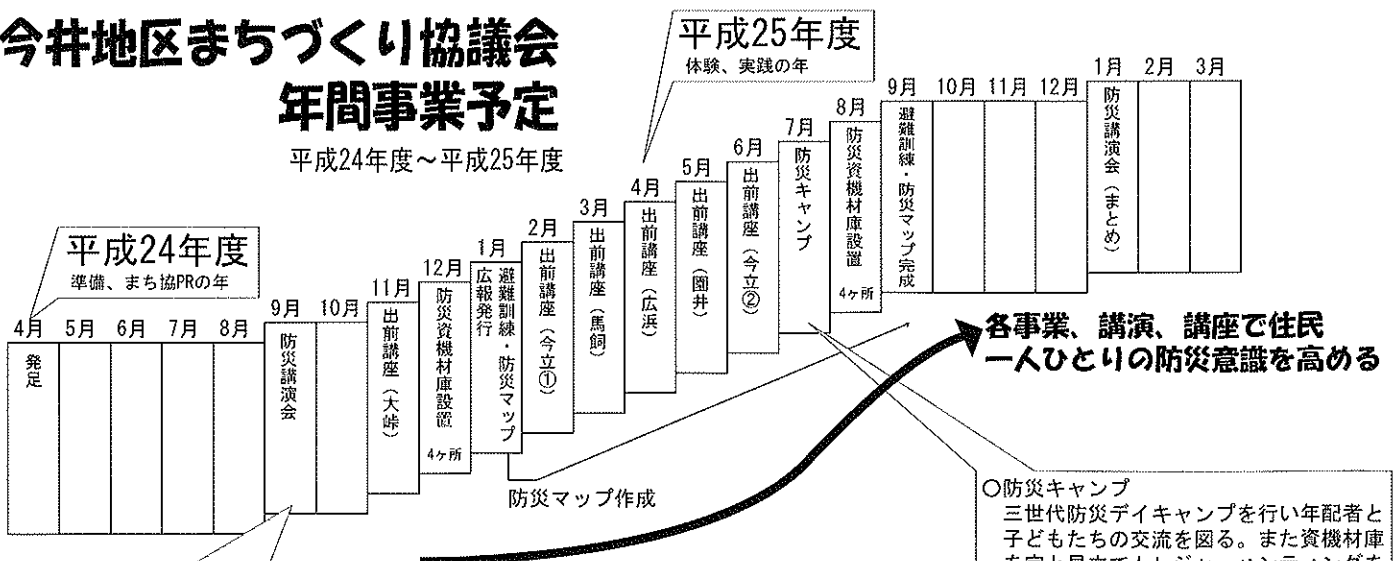 今井地区まちづくり協議会
年間事業予定
平成24年度～平成25年度
平成24年度
準備、まち協PRの年
平成25年度
体験、実践の年
4月
発足
5月
6月
7月
8月
9月
防災講演会
10月
11月
出前講座（大峠）
12月
防災資機材庫設置
4ヶ所
1月
避難訓練・防災マップ
広報発行
2月
出前講座（今立①）
3月
出前講座（馬飼）
4月
出前講座（広浜）
5月
出前講座（園井）
6月
出前講座（今立②）
7月
防災キャンプ
8月
防災資機材庫設置
4ヶ所
9月
避難訓練・防災マップ完成
10月
11月
12月
1月
防災講演会（まとめ）
2月
3月
防災マップ作成
各事業、講演、講座で住民
一人ひとりの防災意識を高める
○防災キャンプ
三世代防災デイキャンプを行い年配者と
子どもたちの交流を図る。また資機材庫